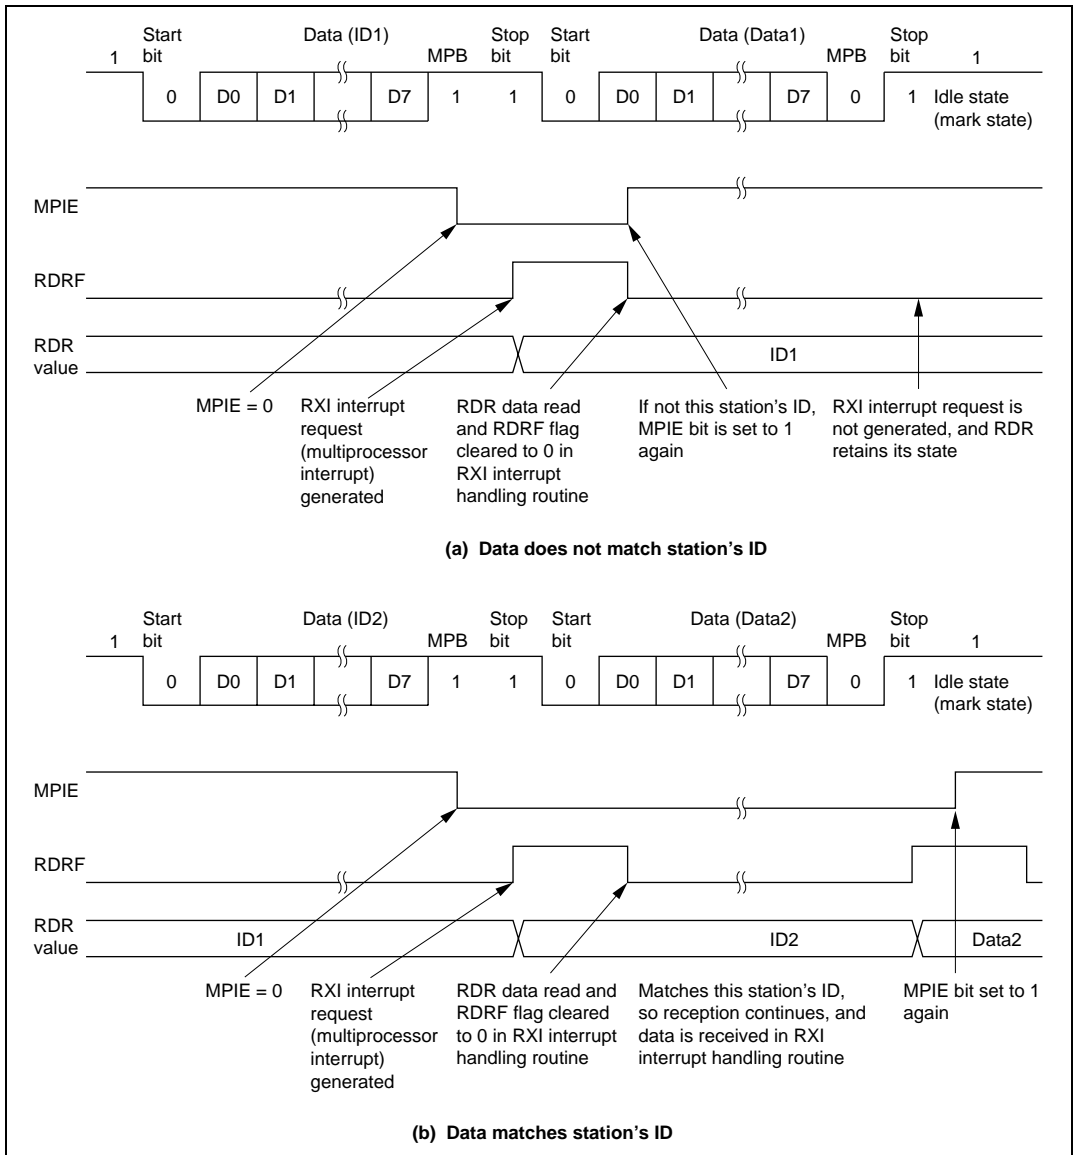 Start bit Data (ID1) Stop bit Start bit Data (Data1) Stop bit
1 MPB MPB 1
0 D0 D1 D7 1 1 0 D0 D1 D7 0 1 Idle state (mark state)
MPIE
RDRF
RDR value
ID1
MPIE = 0
RXI interrupt
request
(multiprocessor
interrupt)
generated
RDR data read
and RDRF flag
cleared to 0 in
RXI interrupt
handling routine
If not this station's ID,
MPIE bit is set to 1
again
RXI interrupt request is
not generated, and RDR
retains its state
(a) Data does not match station's ID
Start bit Data (ID2) Stop bit Start bit Data (Data2) Stop bit
1 MPB MPB 1
0 D0 D1 D7 1 1 0 D0 D1 D7 0 1 Idle state (mark state)
MPIE
RDRF
RDR value
ID1 ID2 Data2
MPIE = 0
RXI interrupt
request
(multiprocessor
interrupt)
generated
RDR data read and
RDRF flag cleared
to 0 in RXI interrupt
handling routine
Matches this station's ID,
so reception continues, and
data is received in RXI
interrupt handling routine
MPIE bit set to 1
again
(b) Data matches station's ID